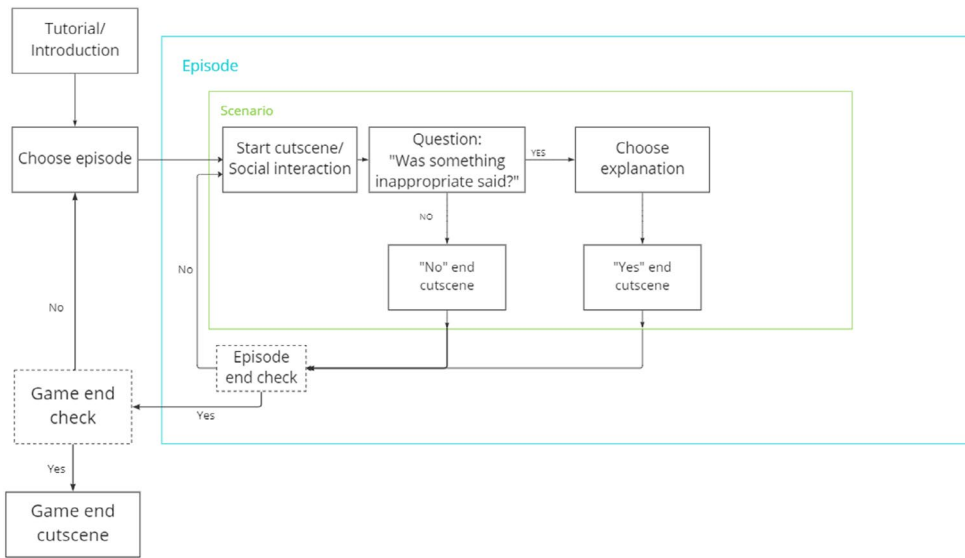 Tutorial/
Introduction
Episode
Scenario
Choose episode
Start cutscene/
Social interaction
Question:
"Was something
inappropriate said?"
YES
Choose
explanation
NO
"No" end
cutscene
"Yes" end
cutscene
No
No
Episode
end check
Game end
check
Yes
Yes
Game end
cutscene